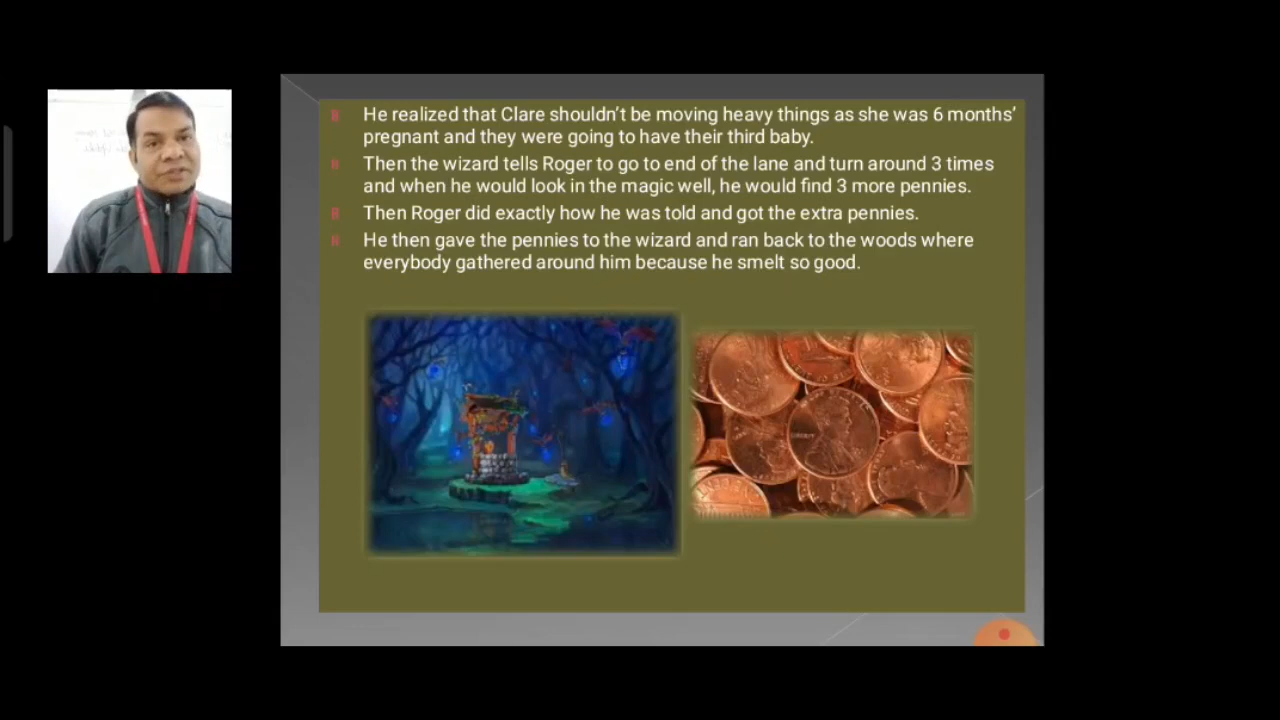 He realized that Clare shouldn't be moving heavy things as she was 6 months'
pregnant and they were going to have their third baby.
Then the wizard tells Roger to go to end of the lane and turn around 3 times
and when he would look in the magic well, he would find 3 more pennies.
Then Roger did exactly how he was told and got the extra pennies.
He then gave the pennies to the wizard and ran back to the woods where
everybody gathered around him because he smelt so good.
LIBERTY